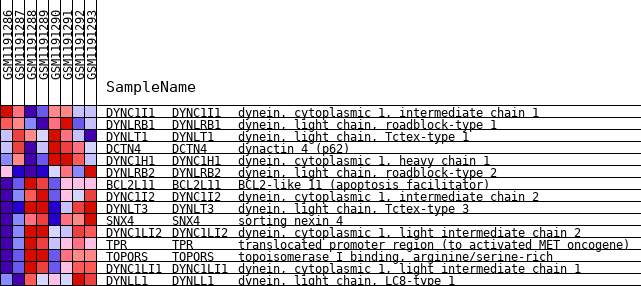 GSM1191286
GSM1191287
GSM1191288
GSM1191289
GSM1191290
GSM1191291
GSM1191292
GSM1191293
SampleName
DYNC1I1 DYNC1I1 dynein, cytoplasmic 1, intermediate chain 1
DYNLRB1 DYNLRB1 dynein, light chain, roadblock-type 1
DYNLT1 DYNLT1 dynein, light chain, Tctex-type 1
DCTN4 DCTN4 dynactin 4 (p62)
DYNC1H1 DYNC1H1 dynein, cytoplasmic 1, heavy chain 1
DYNLRB2 DYNLRB2 dynein, light chain, roadblock-type 2
BCL2L11 BCL2L11 BCL2-like 11 (apoptosis facilitator)
DYNC1I2 DYNC1I2 dynein, cytoplasmic 1, intermediate chain 2
DYNLT3 DYNLT3 dynein, light chain, Tctex-type 3
SNX4 SNX4 sorting nexin 4
DYNC1LI2 DYNC1LI2 dynein, cytoplasmic 1, light intermediate chain 2
TPR TPR translocated promoter region (to activated MET oncogene)
TOPORS TOPORS topoisomerase I binding, arginine/serine-rich
DYNC1LI1 DYNC1LI1 dynein, cytoplasmic 1, light intermediate chain 1
DYNLL1 DYNLL1 dynein, light chain, LC8-type 1